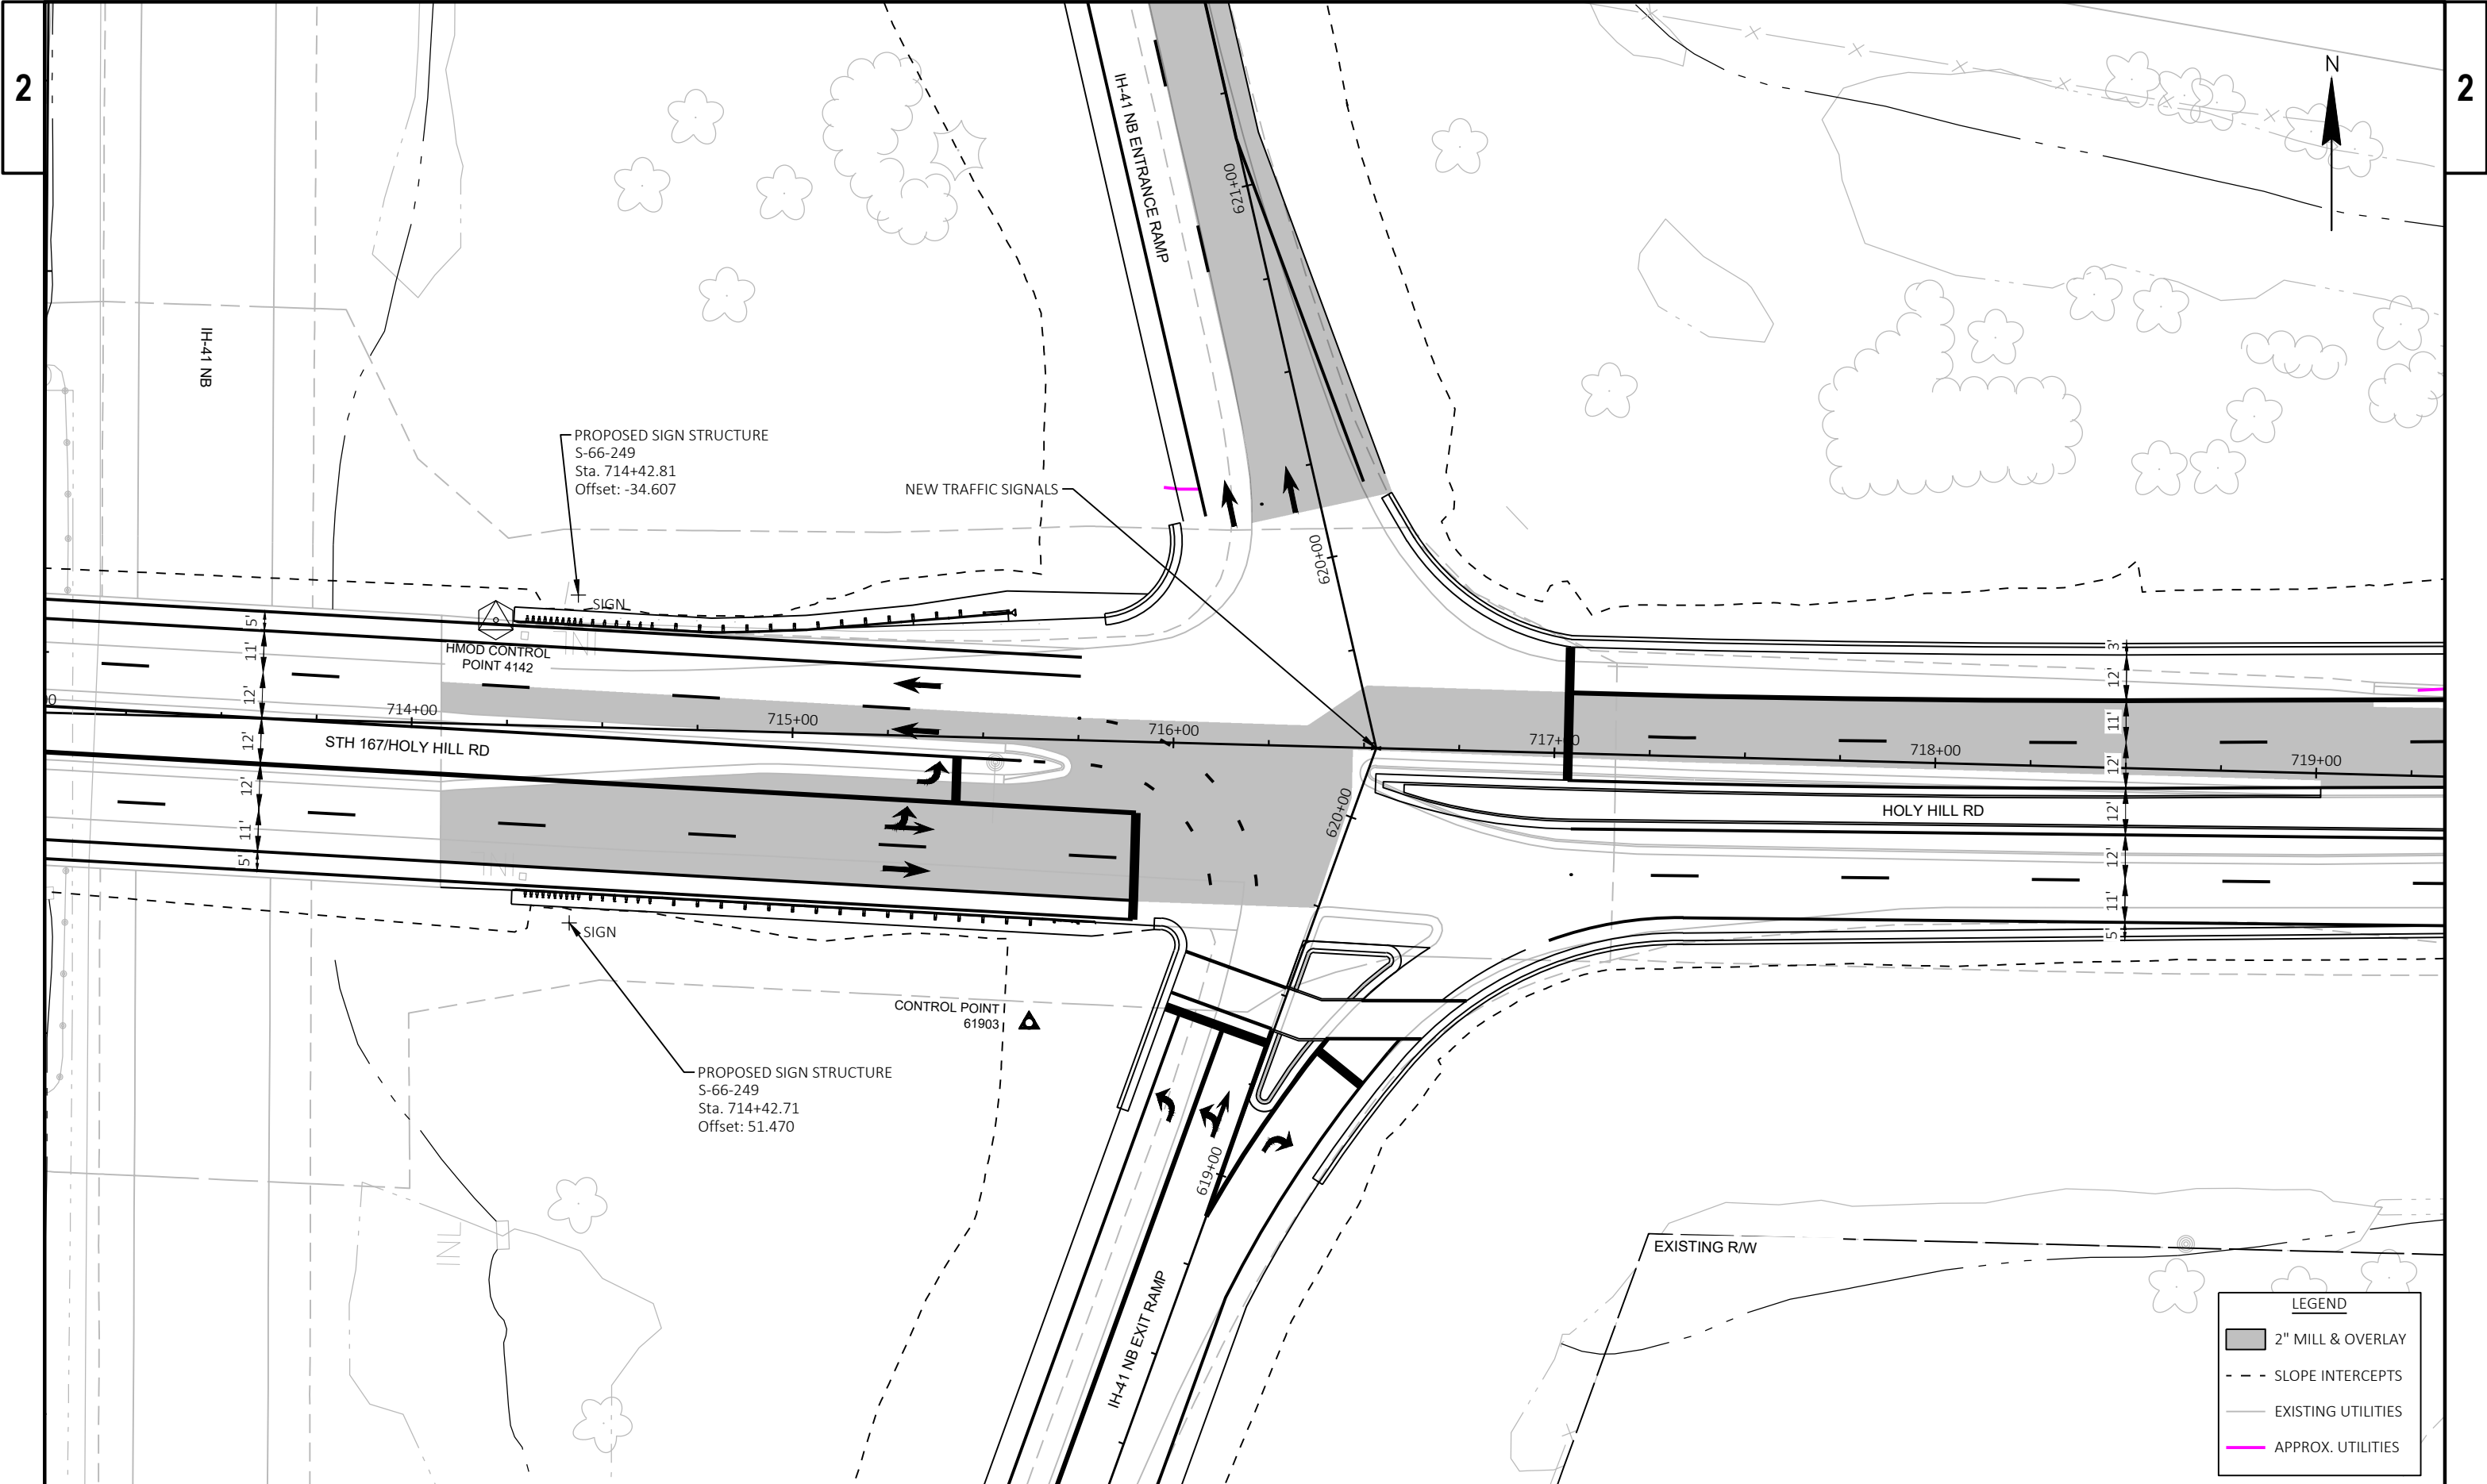 2
2
N
IH-41 NB ENTRANCE RAMP
621+00
IH-41 NB
PROPOSED SIGN STRUCTURE
S-66-249
Sta. 714+42.81
Offset: -34.607
NEW TRAFFIC SIGNALS
620+00
SIGN
HMOD CONTROL
POINT 4142
5'
11'
12'
12'
12'
11'
5'
714+00
715+00
716+00
717+00
718+00
719+00
STH 167/HOLY HILL RD
3'
12'
11'
12'
12'
12'
11'
5'
HOLY HILL RD
620+00
SIGN
CONTROL POINT
61903
PROPOSED SIGN STRUCTURE
S-66-249
Sta. 714+42.71
Offset: 51.470
619+00
IH-41 NB EXIT RAMP
EXISTING R/W
LEGEND
2" MILL & OVERLAY
SLOPE INTERCEPTS
EXISTING UTILITIES
APPROX. UTILITIES